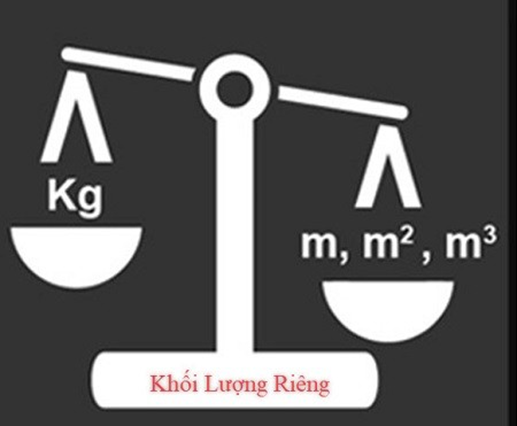 Kg
m, m², m³
Khối Lượng Riêng